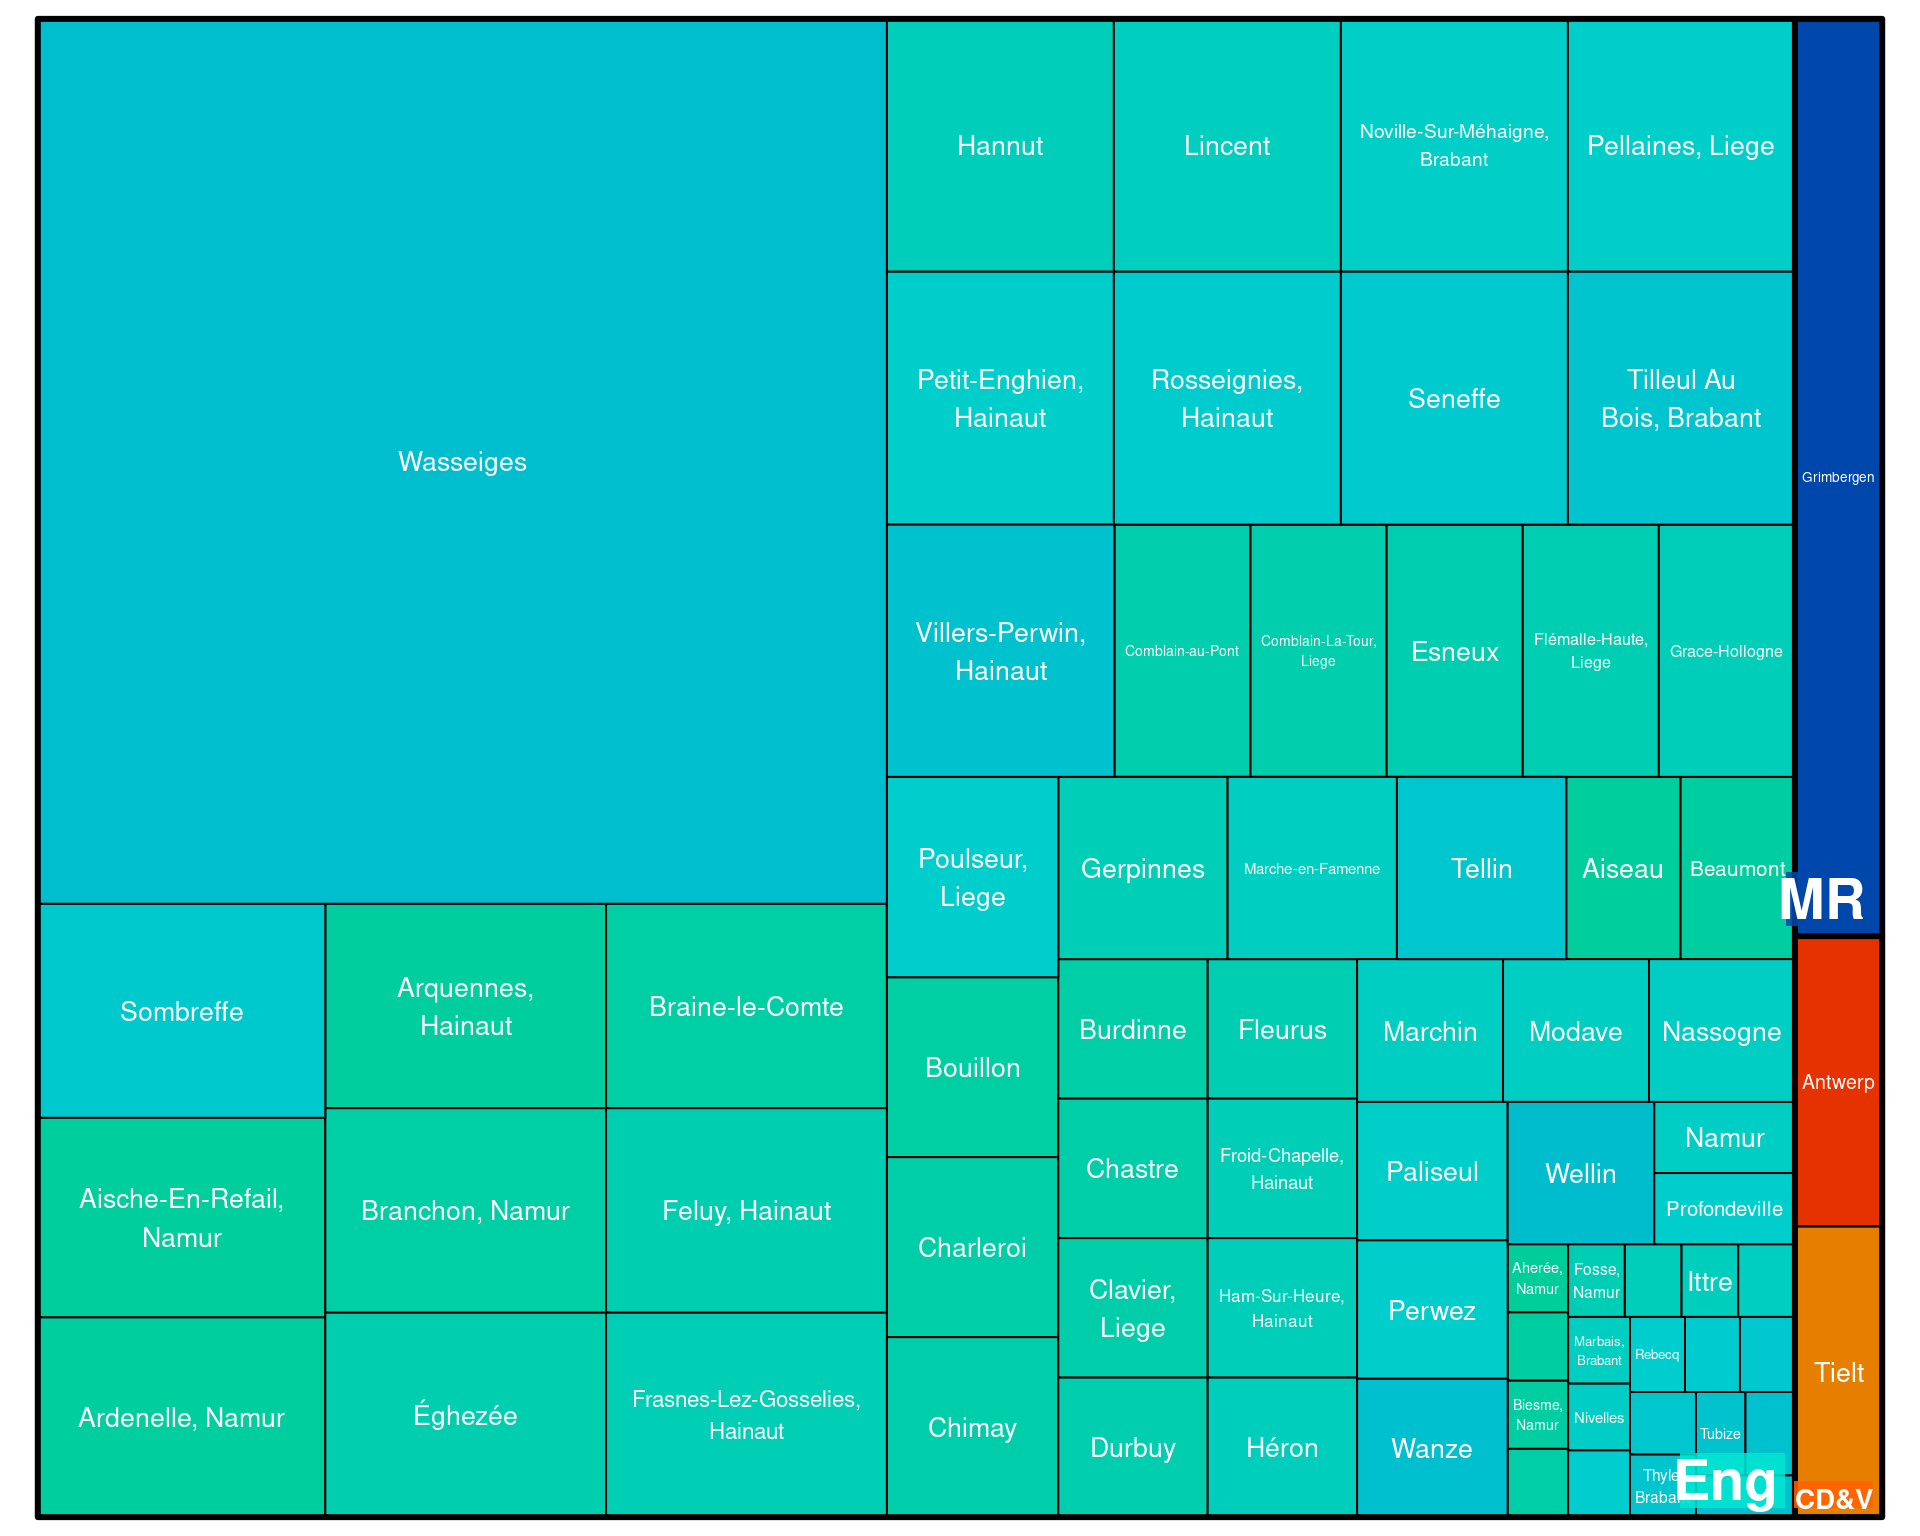 Wasseiges
Hannut
Lincent
Noville-Sur-Méhaigne,
Brabant
Pellaines, Liege
Petit-Enghien,
Hainaut
Rosseignies,
Hainaut
Seneffe
Tilleul Au
Bois, Brabant
Villers-Perwin,
Hainaut
Comblain-au-Pont
Comblain-La-Tour,
Liege
Esneux
Flémalle-Haute,
Liege
Grace-Hollogne
Grimbergen
MR
Poulseur,
Liege
Gerpinnes
Marche-en-Famenne
Tellin
Aiseau
Beaumont
Sombreffe
Arquennes,
Hainaut
Braine-le-Comte
Bouillon
Burdinne
Fleurus
Marchin
Modave
Nassogne
Antwerp
Aische-En-Refail,
Namur
Branchon, Namur
Feluy, Hainaut
Charleroi
Chastre
Froid-Chapelle,
Hainaut
Paliseul
Wellin
Namur
Profondeville
Clavier,
Liege
Ham-Sur-Heure,
Hainaut
Perwez
Aherée,
Namur
Fosse,
Namur
Ittre
Marbais,
Brabant
Rebecq
Tielt
Ardenelle, Namur
Éghezée
Frasnes-Lez-Gosselies,
Hainaut
Chimay
Durbuy
Héron
Wanze
Biesme,
Namur
Nivelles
Tubize
Thyle
Eng
CD&V